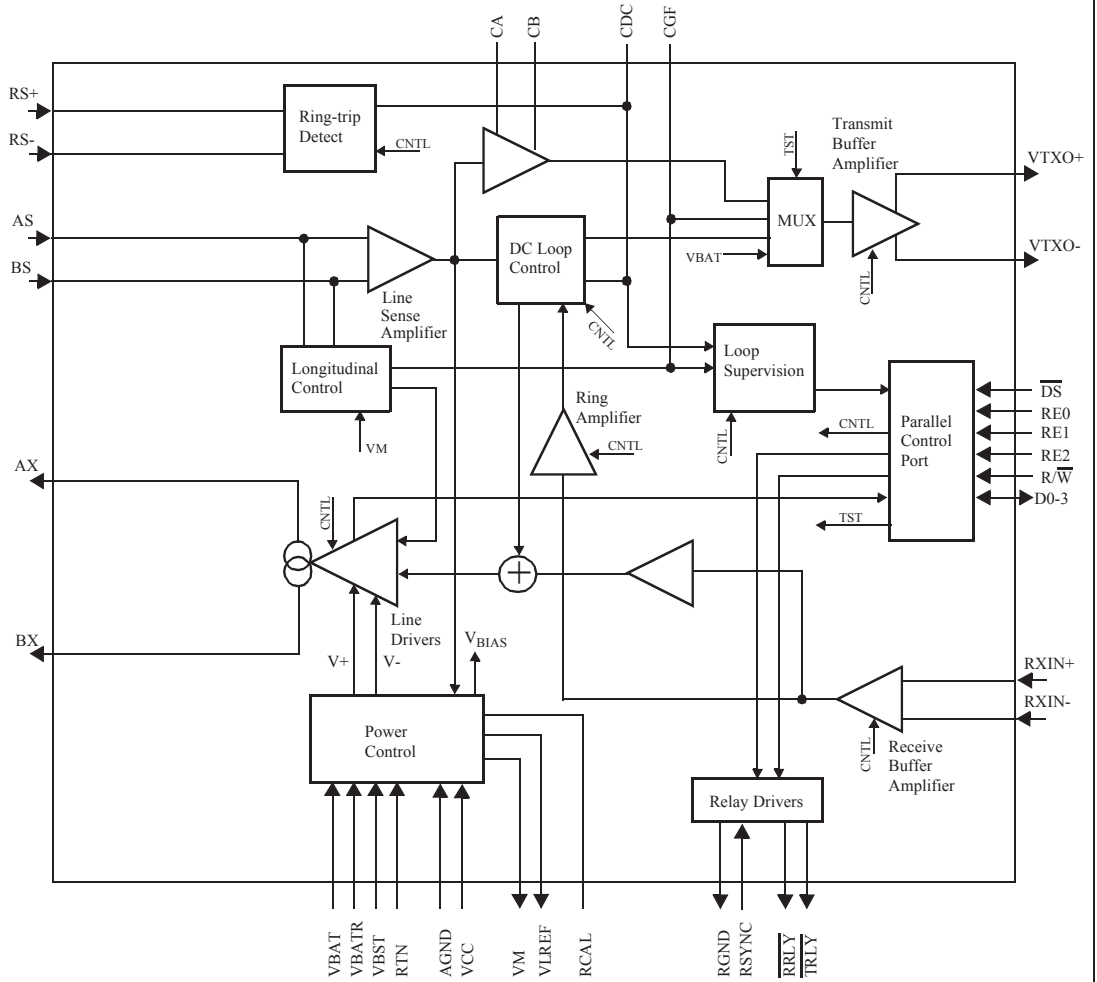 CA
CB
CDC
CGF
RS+
RS-
Ring-trip
Detect
CNTL
TST
Transmit
Buffer
Amplifier
VTXO+
VTXO-
MUX
VBAT
CNTL
AS
BS
Line
Sense
Amplifier
DC Loop
Control
CNTL
Longitudinal
Control
VM
Loop
Supervision
CNTL
Ring
Amplifier
CNTL
Parallel
Control
Port
CNTL
TST
D̅S̅
RE0
RE1
RE2
R/W̅
D0-3
AX
BX
CNTL
Line
Drivers
V+
V-
VBIAS
Power
Control
RXIN+
RXIN-
CNTL
Receive
Buffer
Amplifier
Relay Drivers
VBAT
VBATR
VBST
RTN
AGND
VCC
VM
VLREF
RCAL
RGND
RSYNC
R̅R̅L̅Y̅
T̅R̅L̅Y̅